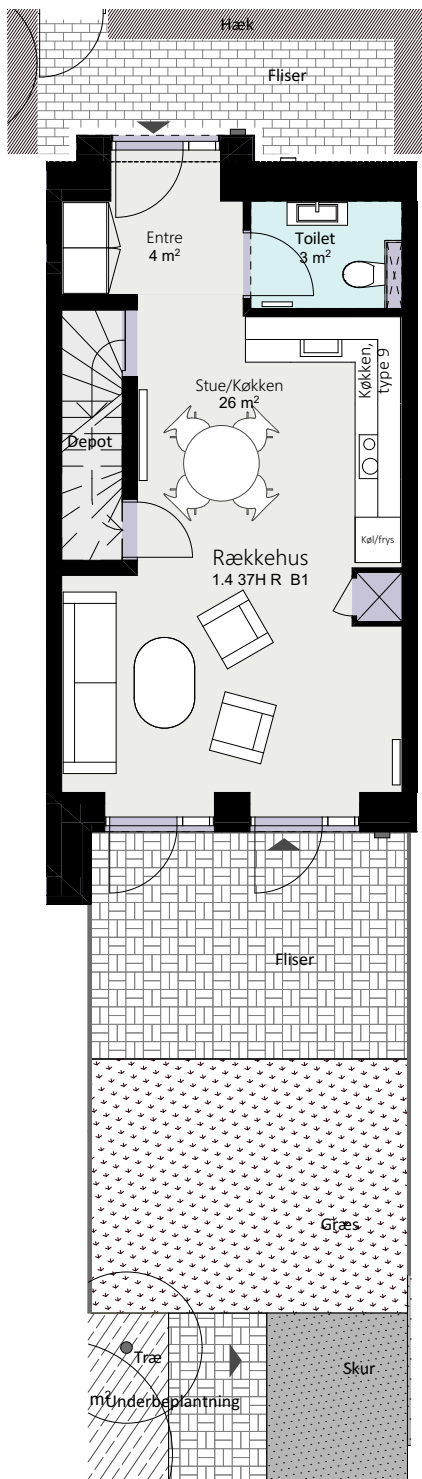 Hæk
Fliser
Entre
4 m²
Toilet
3 m²
Køkken,
type 9
Stue/Køkken
26 m²
Depot
Køl/frys
Rækkehus
1.4 37H R B1
Fliser
Græs
Træ
Skur
m²Underbeplantning